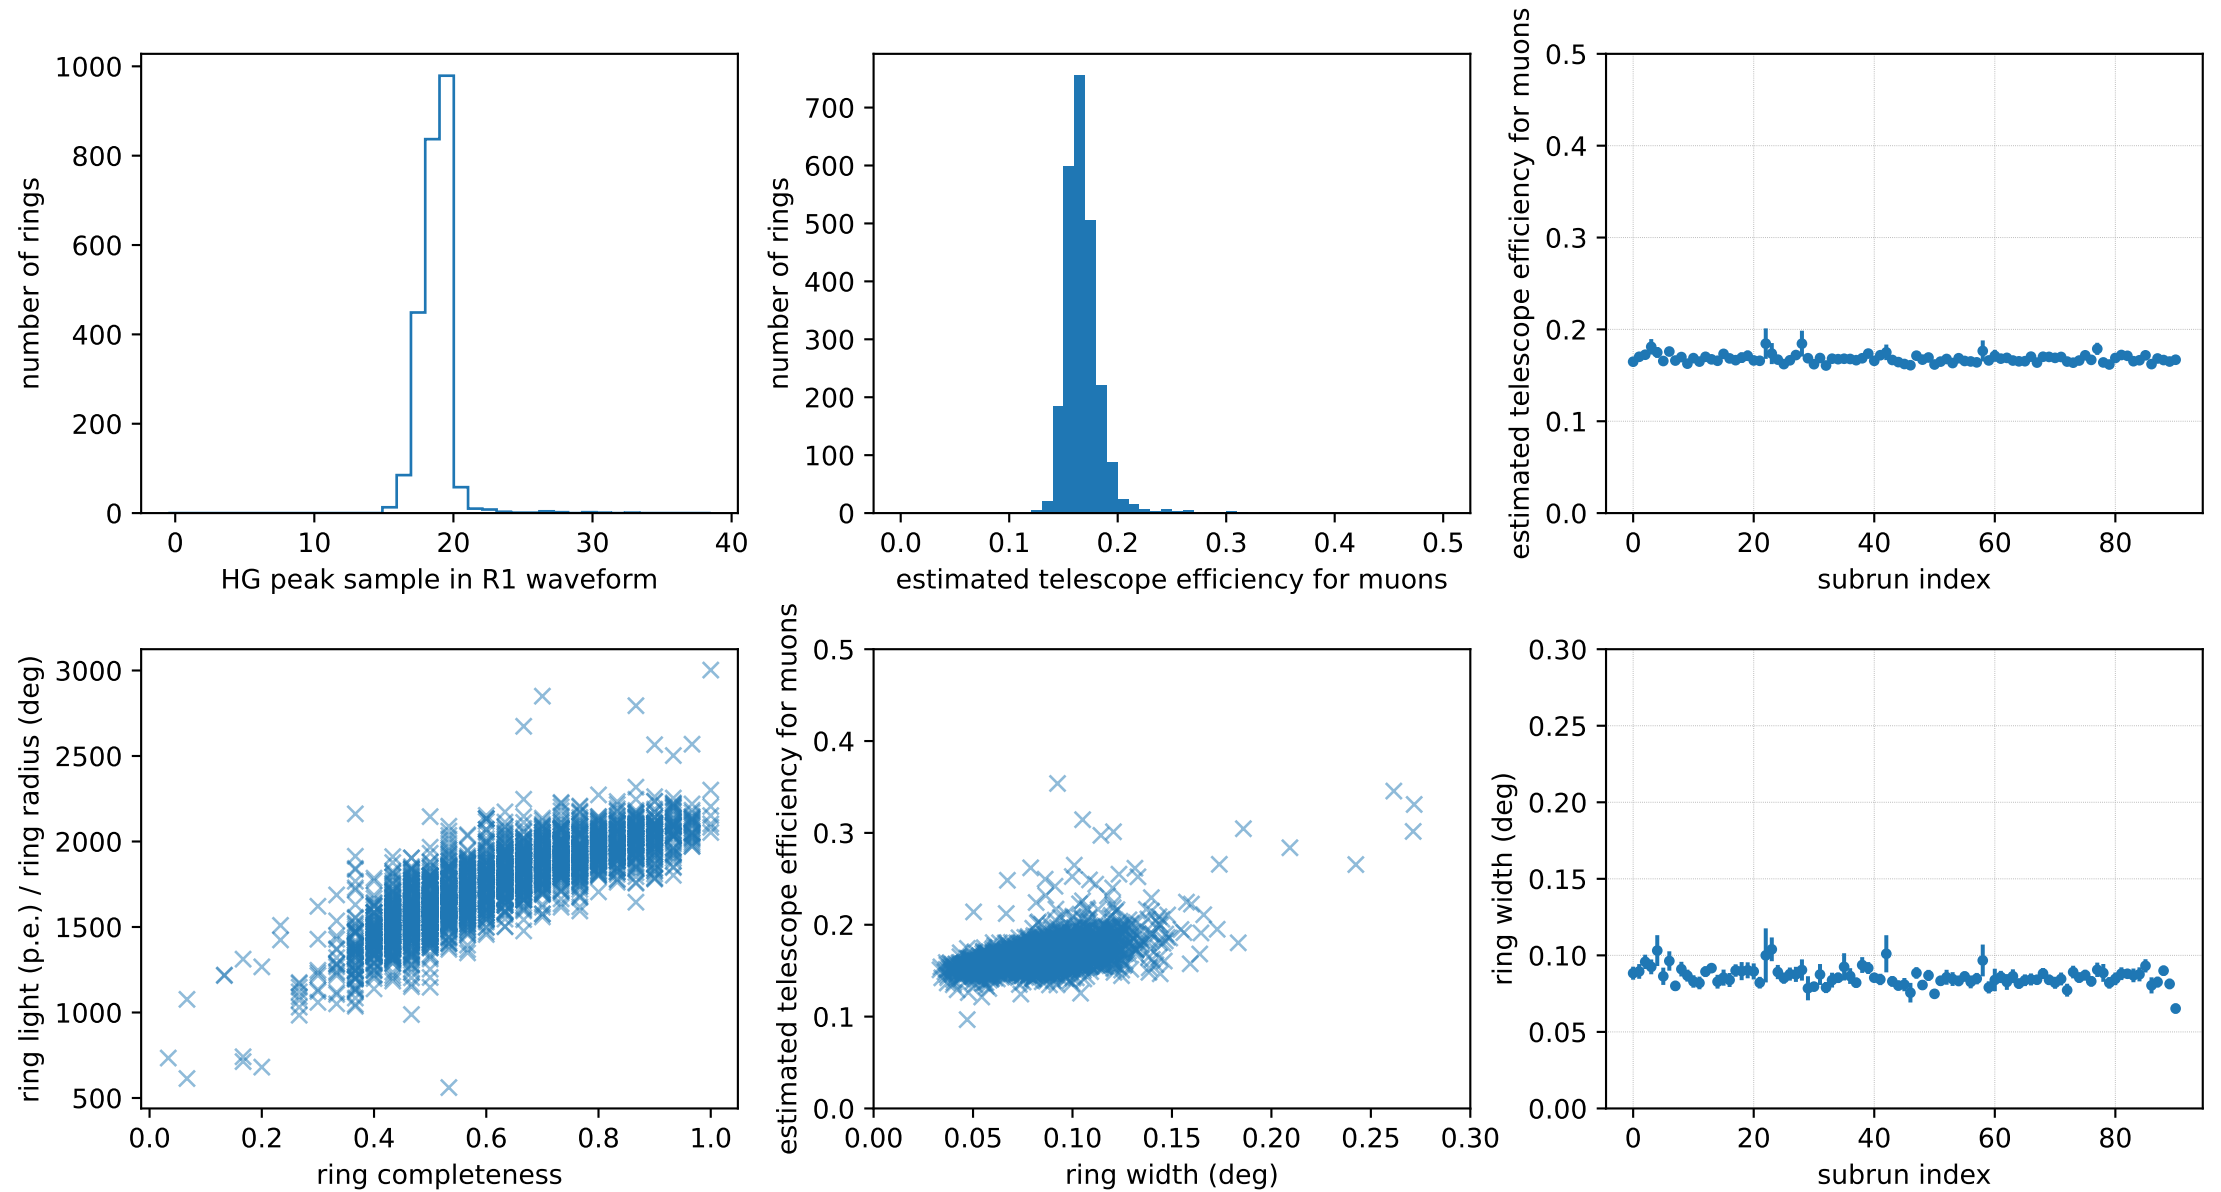 1000
800
600
400
200
0
number of rings
0 10 20 30 40
HG peak sample in R1 waveform
700
600
500
400
300
200
100
0
number of rings
0.0 0.1 0.2 0.3 0.4 0.5
estimated telescope efficiency for muons
0.5
0.4
0.3
0.2
0.1
0.0
estimated telescope efficiency for muons
0 20 40 60 80
subrun index
3000
2500
2000
1500
1000
500
ring light (p.e.) / ring radius (deg)
0.0 0.2 0.4 0.6 0.8 1.0
ring completeness
0.5
0.4
0.3
0.2
0.1
0.0
estimated telescope efficiency for muons
0.00 0.05 0.10 0.15 0.20 0.25 0.30
ring width (deg)
0.30
0.25
0.20
0.15
0.10
0.05
0.00
ring width (deg)
0 20 40 60 80
subrun index